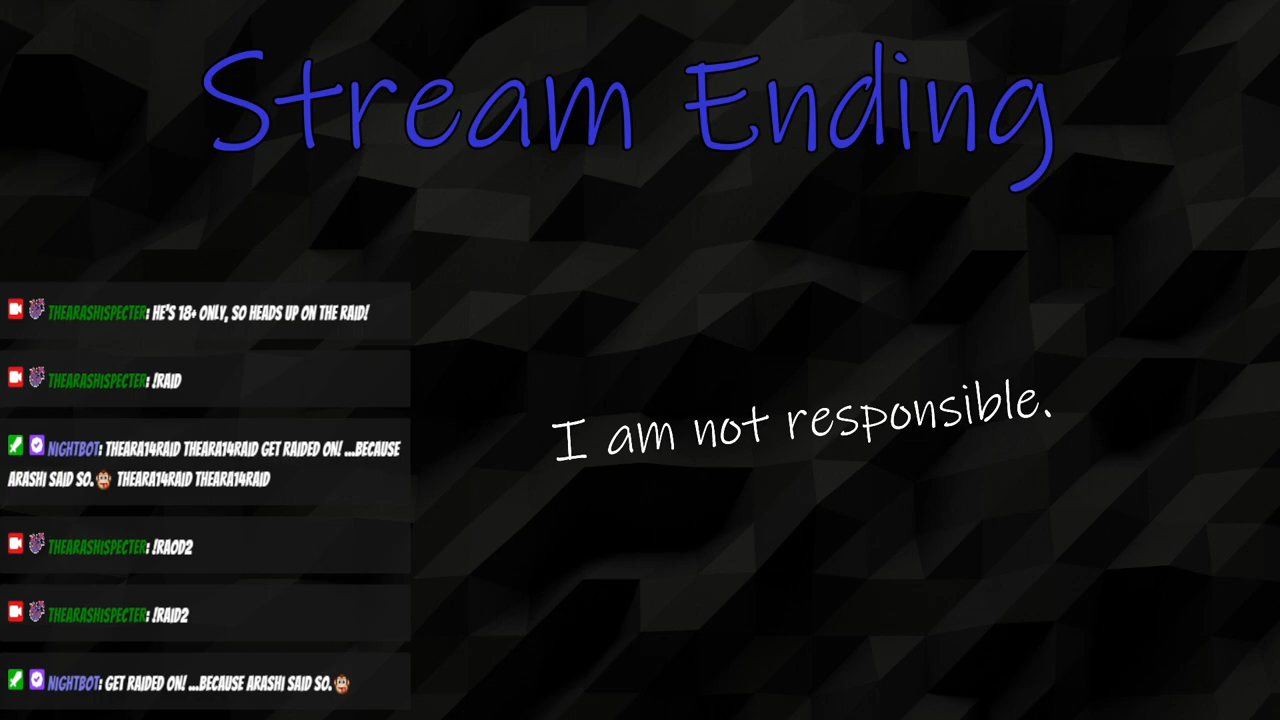 Stream Ending
THEARASHISPECTER: HE'S 18+ ONLY, SO HEADS UP ON THE RAID!
THEARASHISPECTER: !RAID
NIGHTBOT: THEARA14RAID THEARA14RAID GET RAIDED ON! ...BECAUSE
ARASHI SAID SO. THEARA14RAID THEARA14RAID
THEARASHISPECTER: !RAOD2
THEARASHISPECTER: !RAID2
NIGHTBOT: GET RAIDED ON! ...BECAUSE ARASHI SAID SO.
I am not responsible.